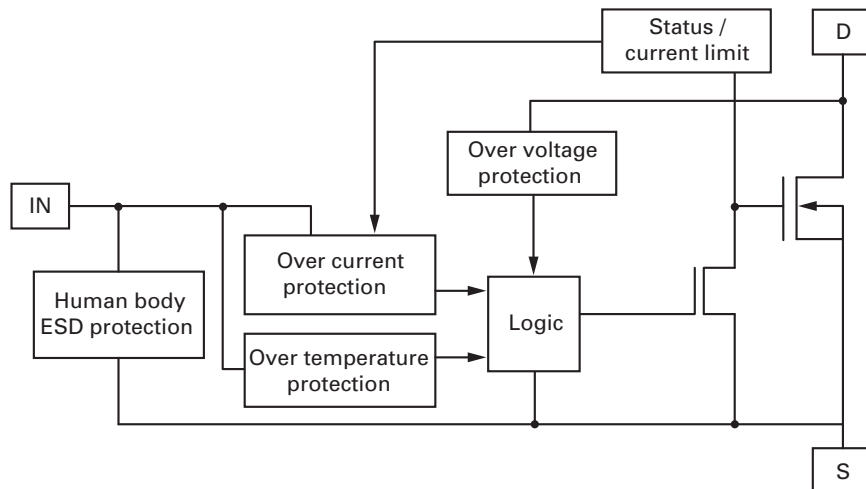 Status /
current limit
D
Over voltage
protection
IN
Over current
protection
Human body
ESD protection
Logic
Over temperature
protection
S